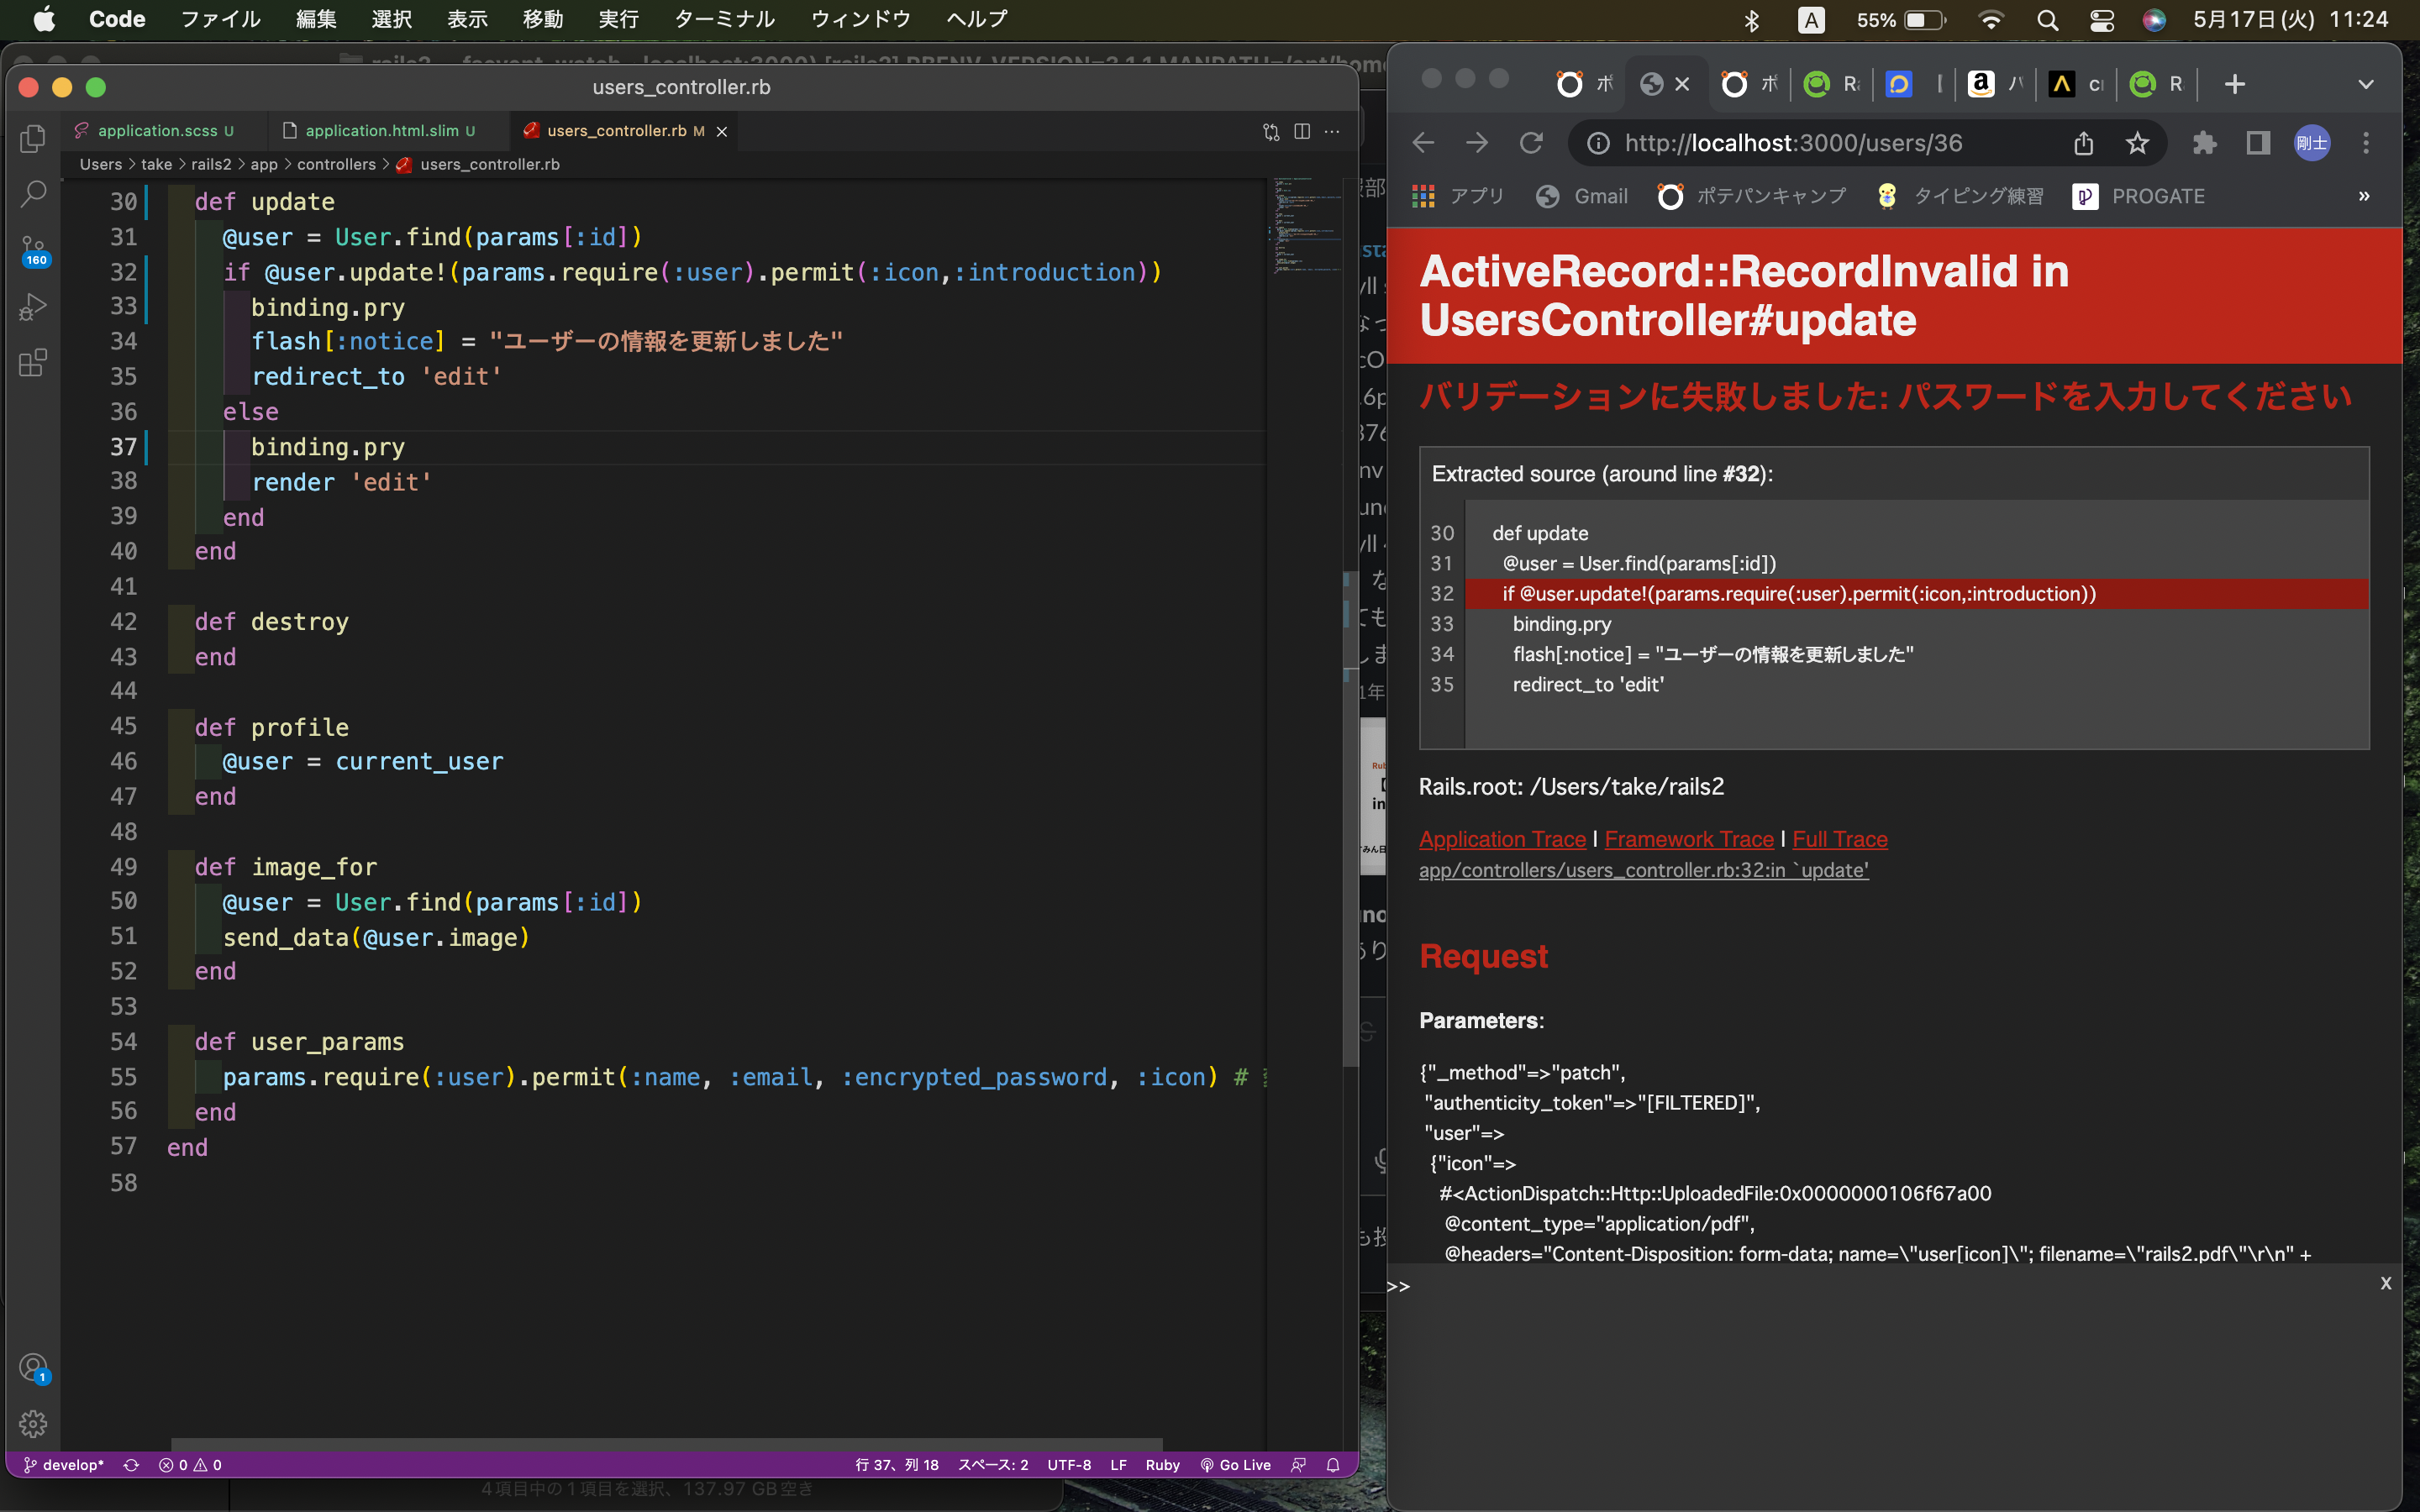 Code ファイル 編集 選択 表示 移動 実行 ターミナル ウィンドウ ヘルプ A 55% 5月17日(火) 11:24
users_controller.rb
application.scss U application.html.slim U users_controller.rb M
Users > take > rails2 > app > controllers > users_controller.rb
160
30 def update
31 @user = User.find(params[:id])
32 if @user.update!(params.require(:user).permit(:icon,:introduction))
33 binding.pry
34 flash[:notice] = "ユーザーの情報を更新しました"
35 redirect_to 'edit'
36 else
37 binding.pry
38 render 'edit'
39 end
40 end
41
42 def destroy
43 end
44
45 def profile
46 @user = current_user
47 end
48
49 def image_for
50 @user = User.find(params[:id])
51 send_data(@user.image)
52 end
53
54 def user_params
55 params.require(:user).permit(:name, :email, :encrypted_password, :icon) #
56 end
57 end
58
1
develop* 0 0 行 37、列 18 スペース: 2 UTF-8 LF Ruby Go Live
4項目中の1項目を選択、137.97 GB空き
http://localhost:3000/users/36 剛士
アプリ Gmail ポテパンキャンプ タイピング練習 PROGATE »
ActiveRecord::RecordInvalid in
UsersController#update
バリデーションに失敗しました: パスワードを入力してください
Extracted source (around line #32):
30 def update
31 @user = User.find(params[:id])
32 if @user.update!(params.require(:user).permit(:icon,:introduction))
33 binding.pry
34 flash[:notice] = "ユーザーの情報を更新しました"
35 redirect_to 'edit'
Rails.root: /Users/take/rails2
Application Trace | Framework Trace | Full Trace
app/controllers/users_controller.rb:32:in `update'
Request
Parameters:
{"_method"=>"patch",
"authenticity_token"=>"[FILTERED]",
"user"=>
{"icon"=>
#<ActionDispatch::Http::UploadedFile:0x0000000106f67a00
@content_type="application/pdf",
@headers="Content-Disposition: form-data; name=\"user[icon]\"; filename=\"rails2.pdf\"\r\n" +
>> x